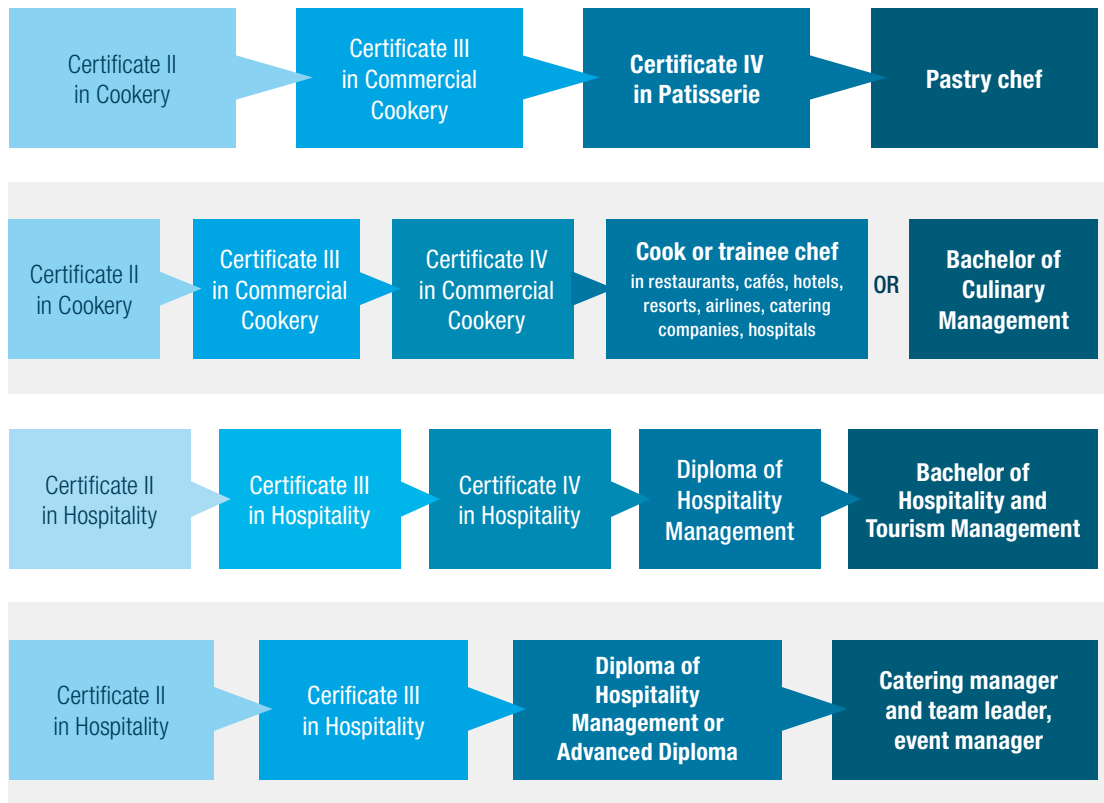 Certificate II
in Cookery
Certificate III
in Commercial
Cookery
Certificate IV
in Patisserie
Pastry chef
Certificate II
in Cookery
Certificate III
in Commercial
Cookery
Certificate IV
in Commercial
Cookery
Cook or trainee chef
in restaurants, cafés, hotels,
resorts, airlines, catering
companies, hospitals
OR
Bachelor of
Culinary
Management
Certificate II
in Hospitality
Certificate III
in Hospitality
Certificate IV
in Hospitality
Diploma of
Hospitality
Management
Bachelor of
Hospitality and
Tourism Management
Certificate II
in Hospitality
Cerificate III
in Hospitality
Diploma of
Hospitality
Management or
Advanced Diploma
Catering manager
and team leader,
event manager